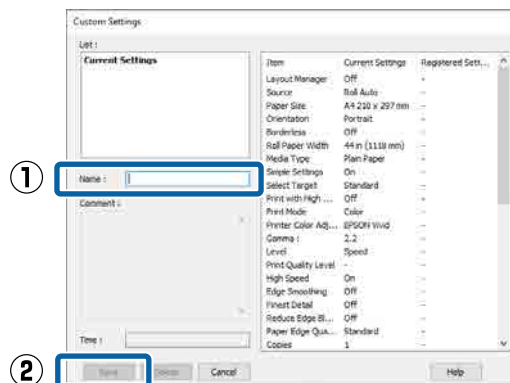 Custom Settings
List :
Current Settings
① Name :
Comment :
Time :
② Save Delete Cancel Help
Item Current Settings Registered Sett...
Layout Manager Off -
Source Roll Auto -
Paper Size A4 210 x 297 mm -
Orientation Portrait -
Borderless Off -
Roll Paper Width 44 in (1118 mm) -
Media Type Plain Paper -
Simple Settings On -
Select Target Standard -
Print with High ... Off -
Print Mode Color -
Printer Color Adj... EPSON Vivid -
Gamma : 2.2 -
Level Speed -
Print Quality Level - -
High Speed On -
Edge Smoothing Off -
Finest Detail Off -
Reduce Edge Bl... Off -
Paper Edge Qua... Standard -
Copies 1 -